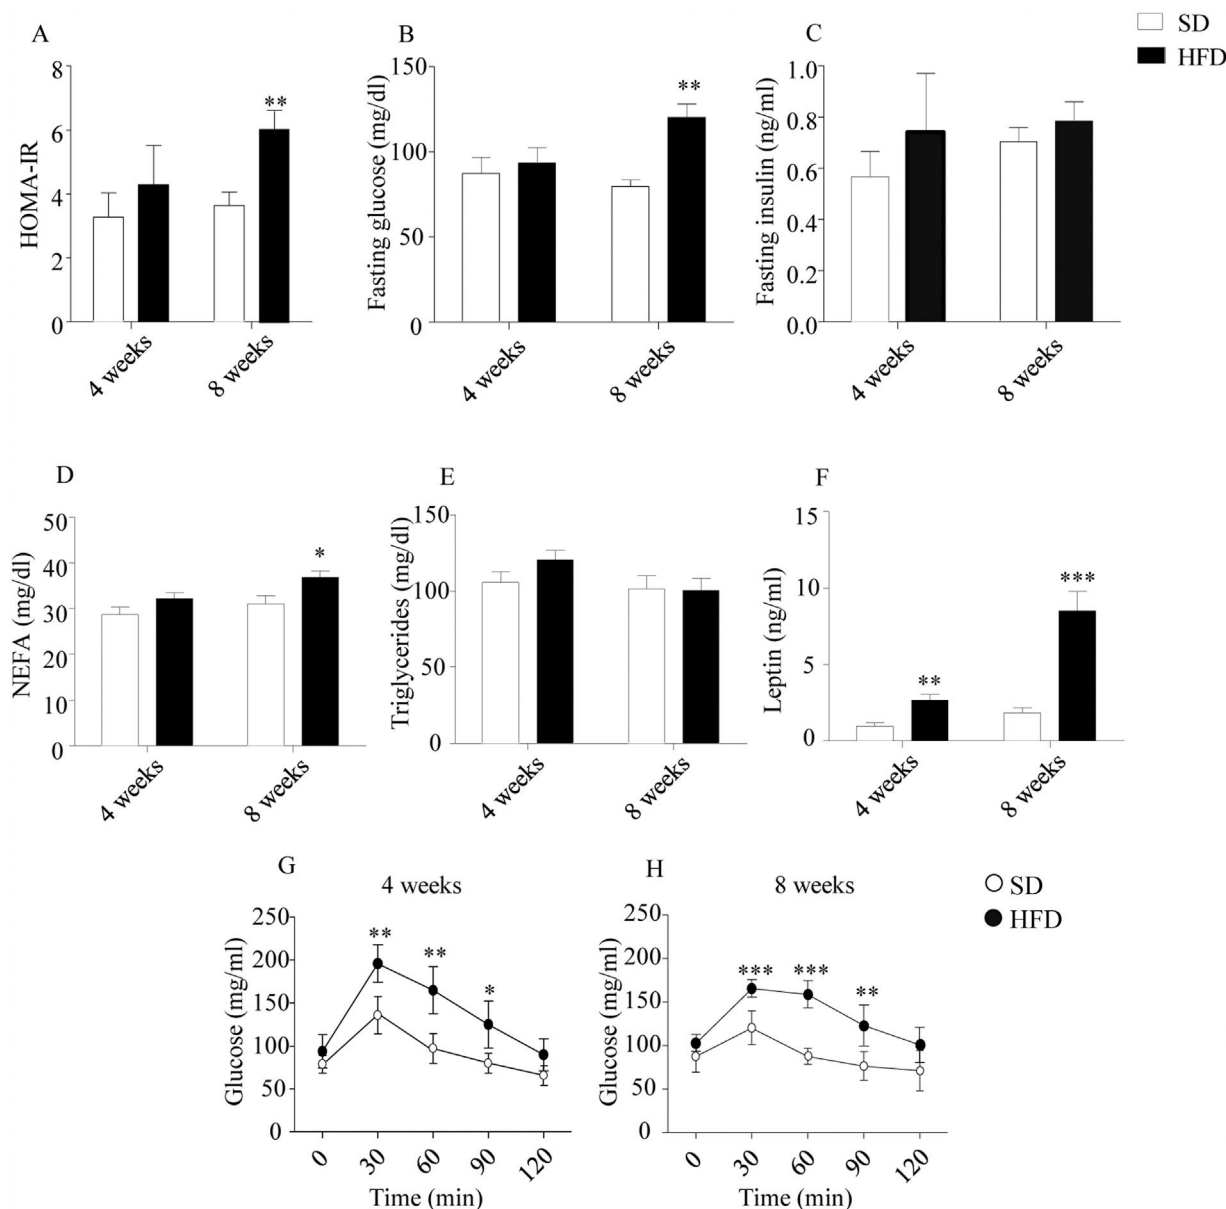 SD
HFD
A
HOMA-IR
8
6
4
2
0
**
4 weeks
8 weeks
B
Fasting glucose (mg/dl)
150
100
50
0
**
4 weeks
8 weeks
C
Fasting insulin (ng/ml)
1.0
0.8
0.6
0.4
0.2
0.0
4 weeks
8 weeks
D
NEFA (mg/dl)
50
40
30
20
10
0
*
4 weeks
8 weeks
E
Triglycerides (mg/dl)
150
100
50
0
4 weeks
8 weeks
F
Leptin (ng/ml)
15
10
5
0
**
***
4 weeks
8 weeks
G
4 weeks
Glucose (mg/ml)
250
200
150
100
50
0
**
**
*
0
30
60
90
120
Time (min)
H
8 weeks
Glucose (mg/ml)
250
200
150
100
50
0
***
***
**
0
30
60
90
120
Time (min)
SD
HFD